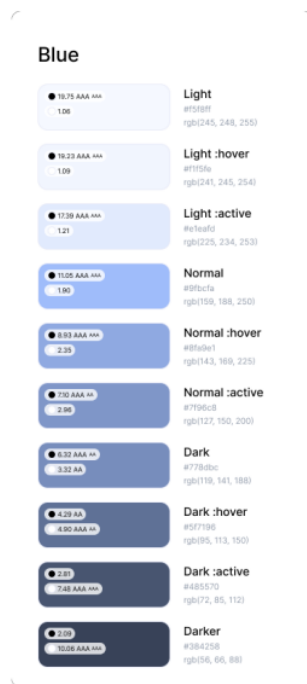 Blue
19.75 AAA AAA
1.06
Light
#f5f8ff
rgb(245, 248, 255)
19.23 AAA AAA
1.09
Light :hover
#f1f5fe
rgb(241, 245, 254)
17.39 AAA AAA
1.21
Light :active
#e1eafd
rgb(225, 234, 253)
11.05 AAA AAA
1.90
Normal
#9fbcfa
rgb(159, 188, 250)
8.93 AAA AAA
2.35
Normal :hover
#8fa9e1
rgb(143, 169, 225)
7.10 AAA AA
2.96
Normal :active
#7f96c8
rgb(127, 150, 200)
6.32 AAA AA
3.32 AA
Dark
#778dbc
rgb(119, 141, 188)
4.29 AA
4.90 AAA AA
Dark :hover
#5f7196
rgb(95, 113, 150)
2.81
7.48 AAA AAA
Dark :active
#485570
rgb(72, 85, 112)
2.09
10.06 AAA AAA
Darker
#384258
rgb(56, 66, 88)